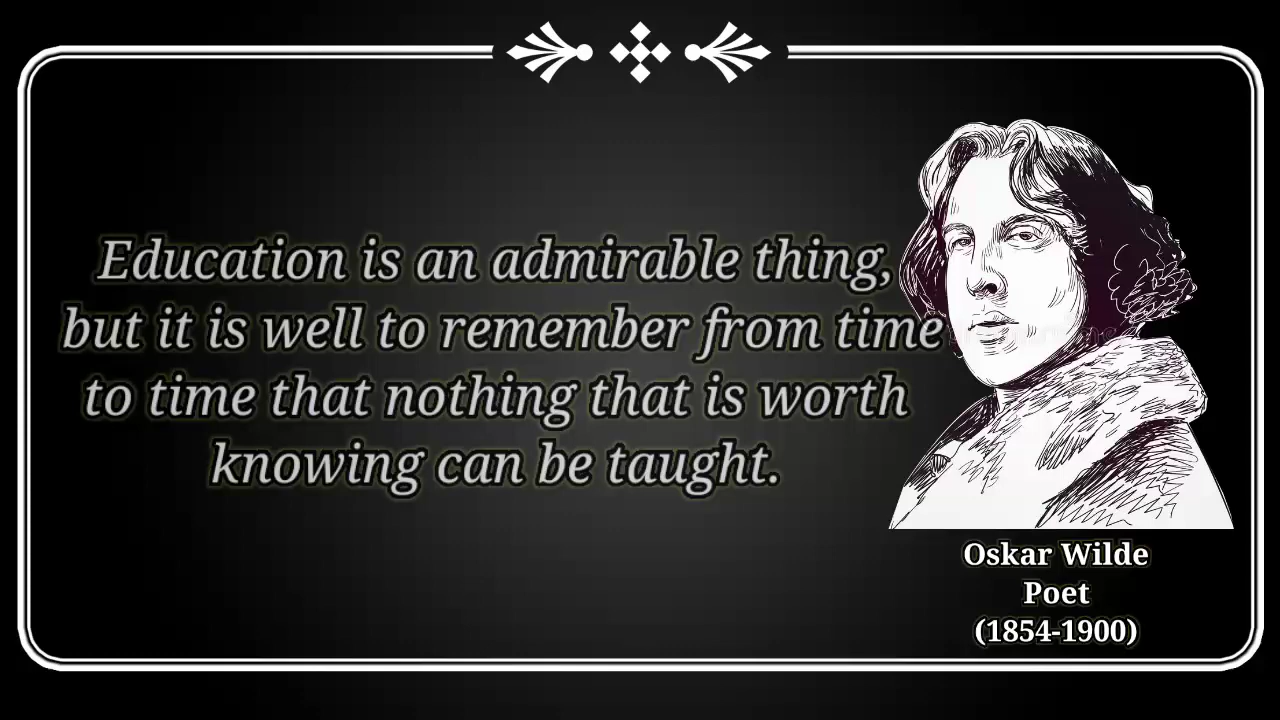 Education is an admirable thing,
but it is well to remember from time
to time that nothing that is worth
knowing can be taught.
Oskar Wilde
Poet
(1854-1900)